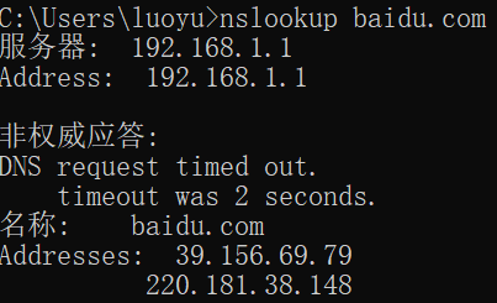 C:\Users\luoyu>nslookup baidu.com
服务器:  192.168.1.1
Address:  192.168.1.1
非权威应答:
DNS request timed out.
    timeout was 2 seconds.
名称:    baidu.com
Addresses:  39.156.69.79
          220.181.38.148